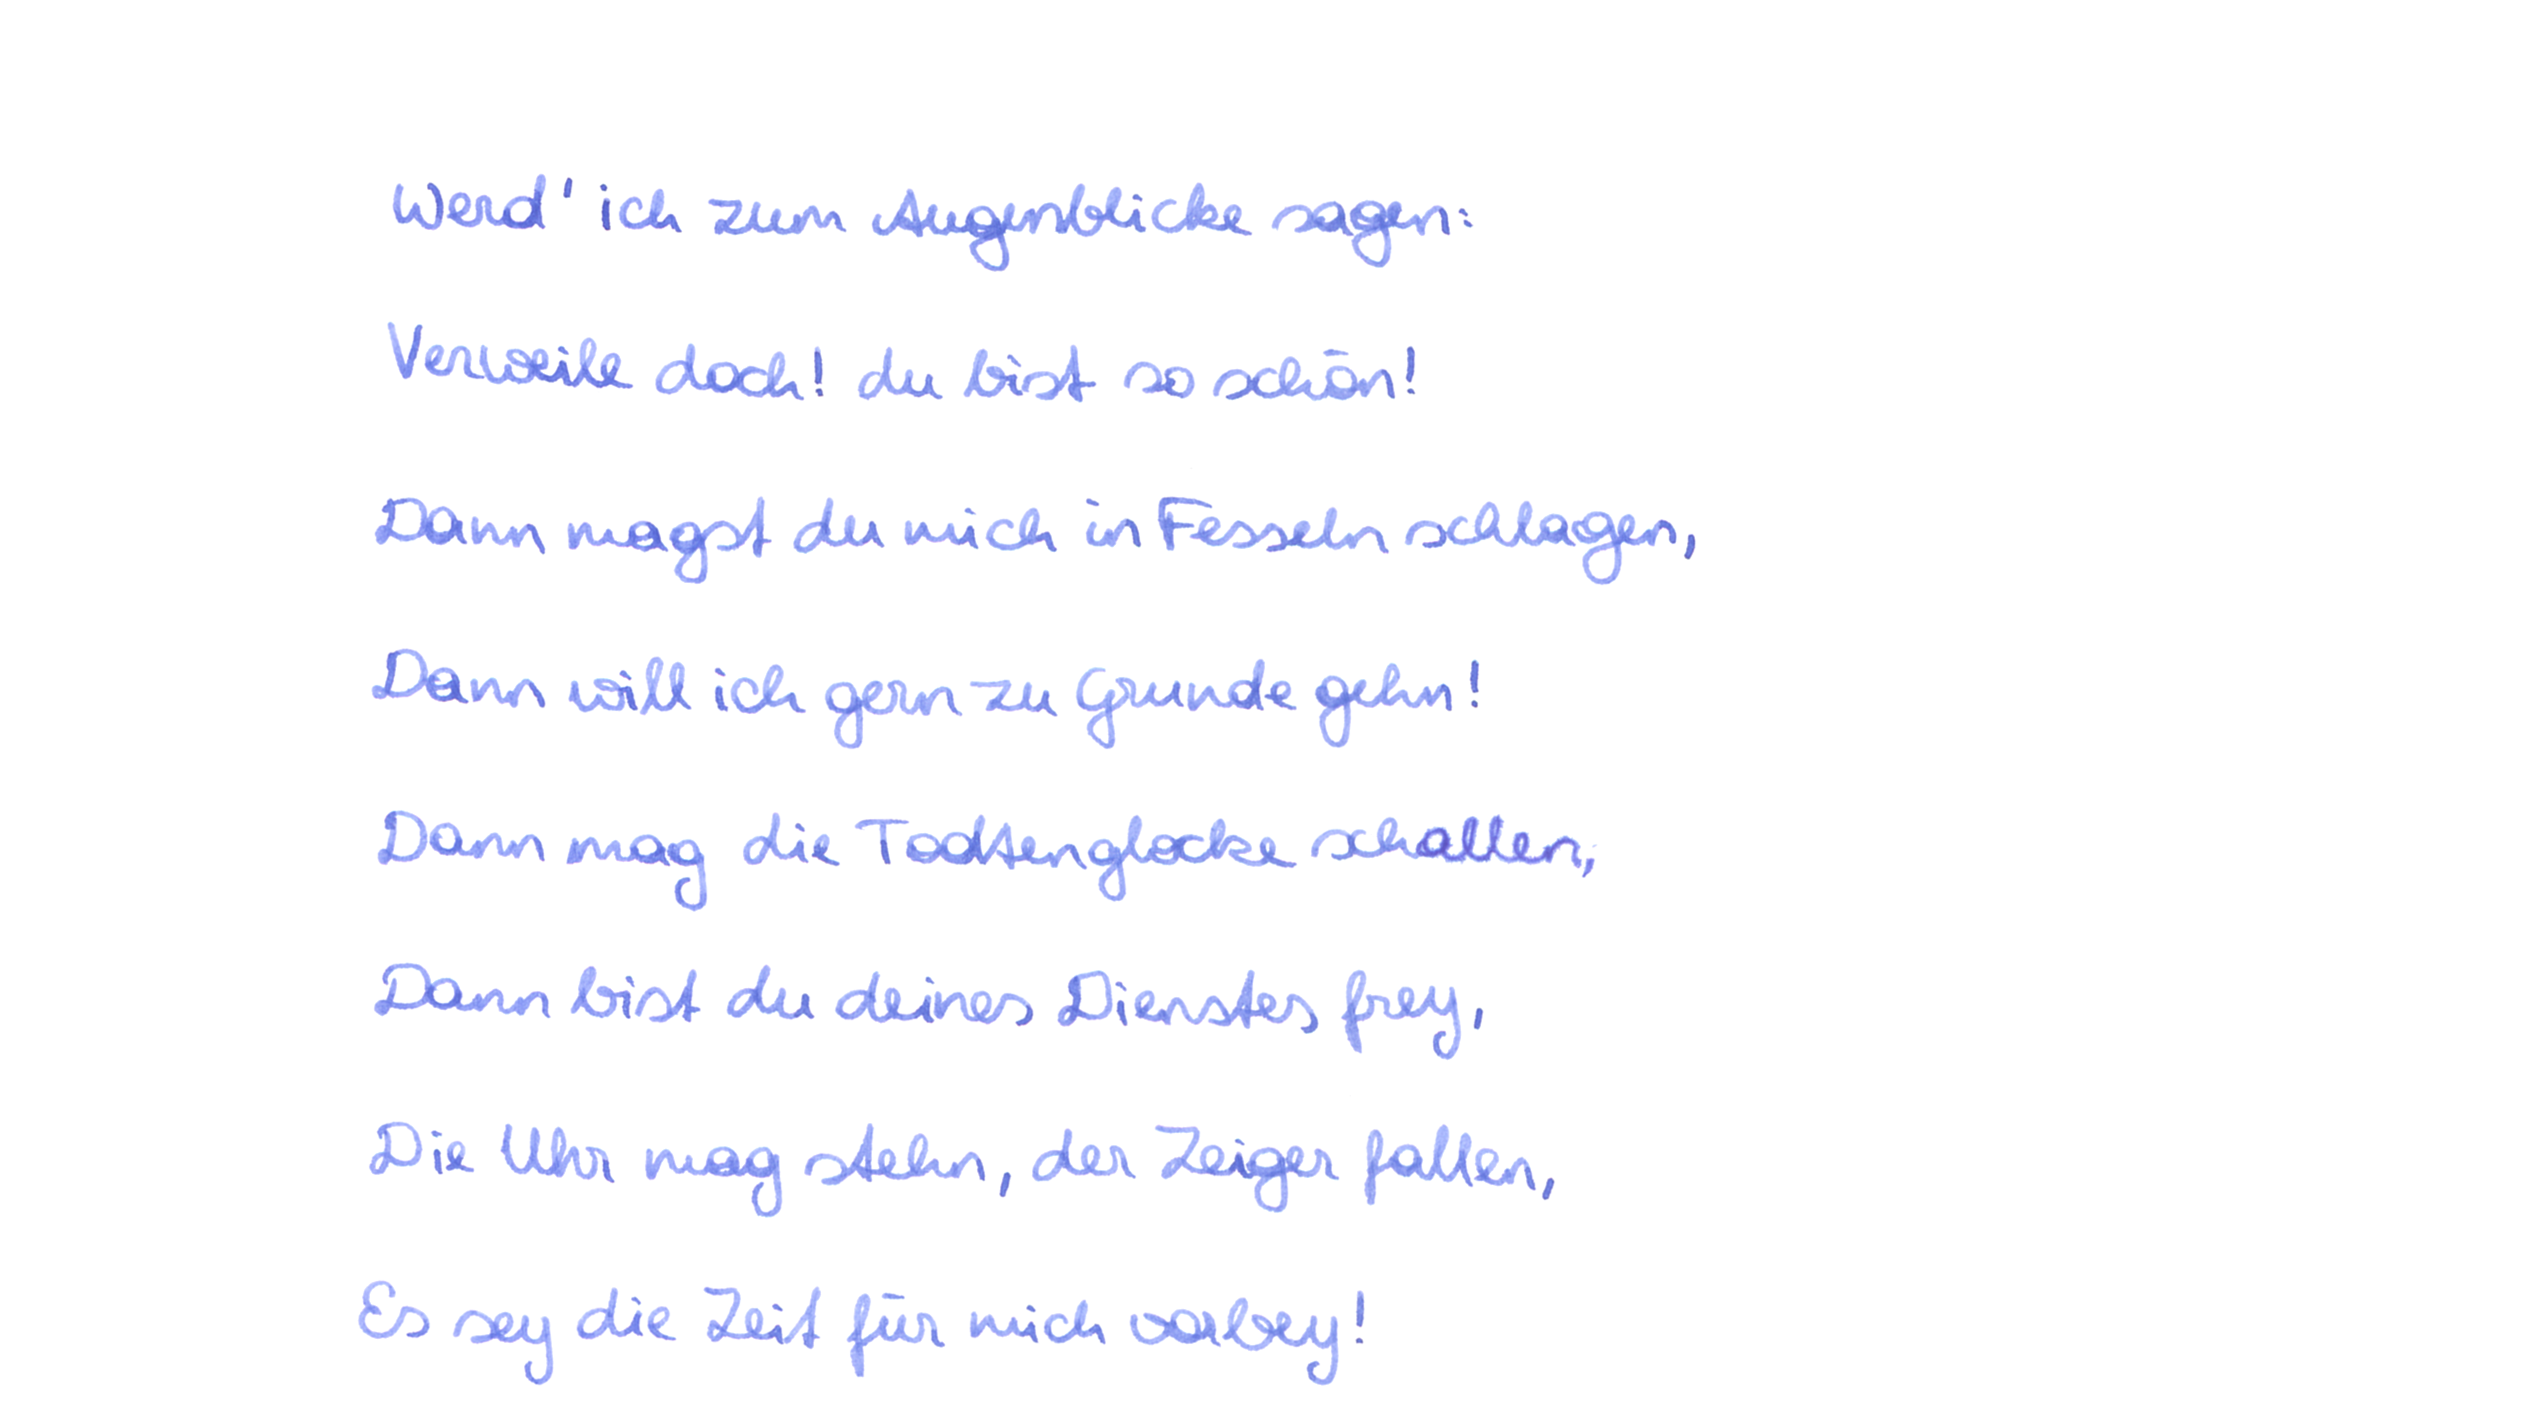 Werd' ich zum Augenblicke sagen:
Verweile doch! du bist so schön!
Dann magst du mich in Fesseln schlagen,
Dann will ich gern zu Grunde gehn!
Dann mag die Todtenglocke schallen,
Dann bist du deines Dienstes frey,
Die Uhr mag stehn, der Zeiger fallen,
Es sey die Zeit für mich vorbey!